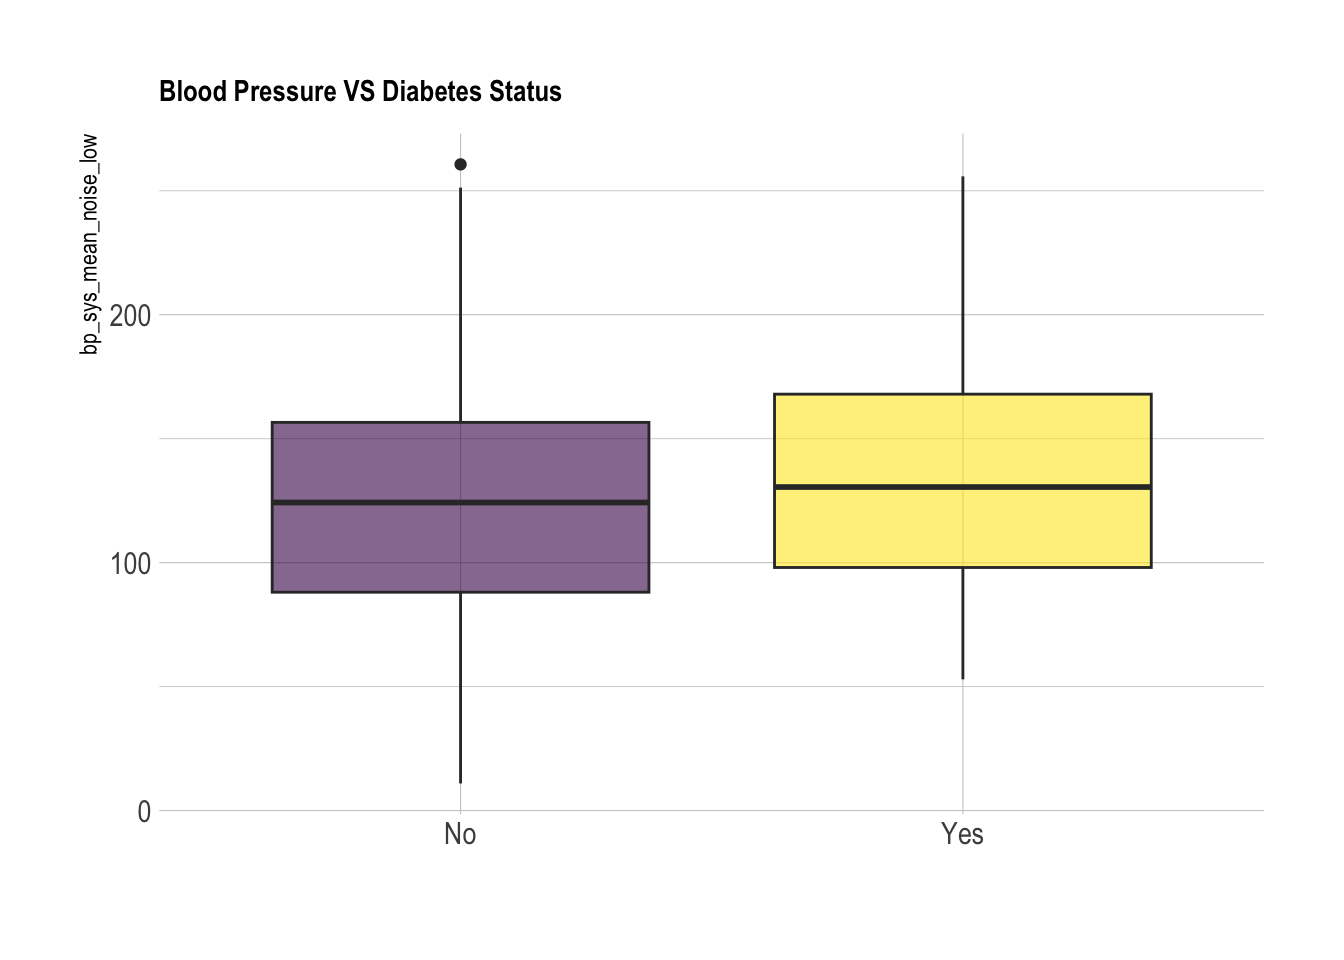 Blood Pressure VS Diabetes Status
bp_sys_mean_noise_low
200
100
0
No
Yes